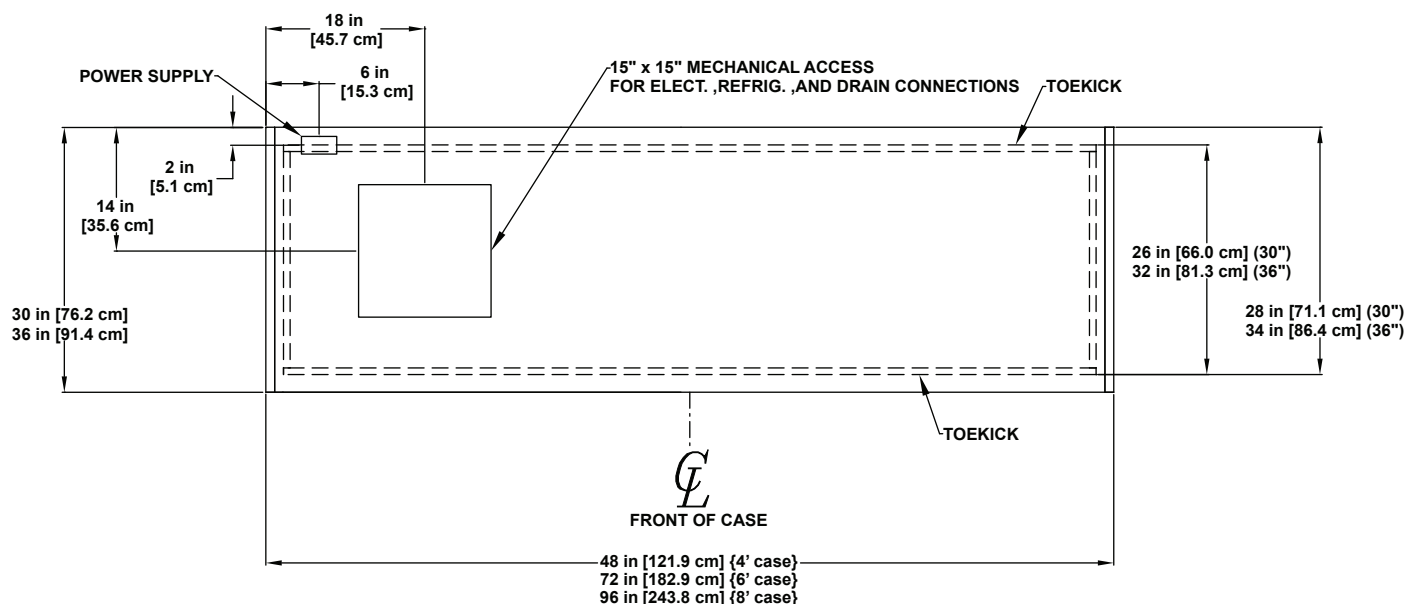 18 in
[45.7 cm]
POWER SUPPLY
6 in
[15.3 cm]
15" x 15" MECHANICAL ACCESS
FOR ELECT. ,REFRIG. ,AND DRAIN CONNECTIONS
TOEKICK
2 in
[5.1 cm]
14 in
[35.6 cm]
26 in [66.0 cm] (30")
32 in [81.3 cm] (36")
30 in [76.2 cm]
36 in [91.4 cm]
28 in [71.1 cm] (30")
34 in [86.4 cm] (36")
TOEKICK
CL
FRONT OF CASE
48 in [121.9 cm] {4’ case}
72 in [182.9 cm] {6’ case}
96 in [243.8 cm] {8’ case}